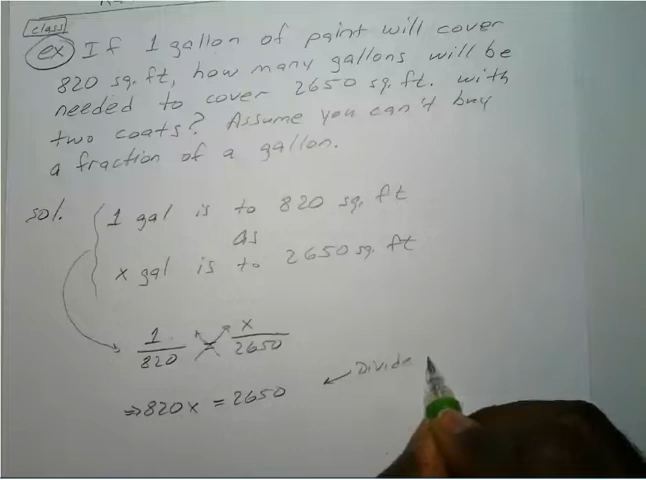 class
ex If 1 gallon of paint will cover
820 sq. ft, how many gallons will be
needed to cover 2650 sq. ft. with
two coats? Assume you can't buy
a fraction of a gallon.
sol. 1 gal is to 820 sq. ft
as
x gal is to 2650 sq. ft
1/820 = x/2650
⇒ 820x = 2650
Divide